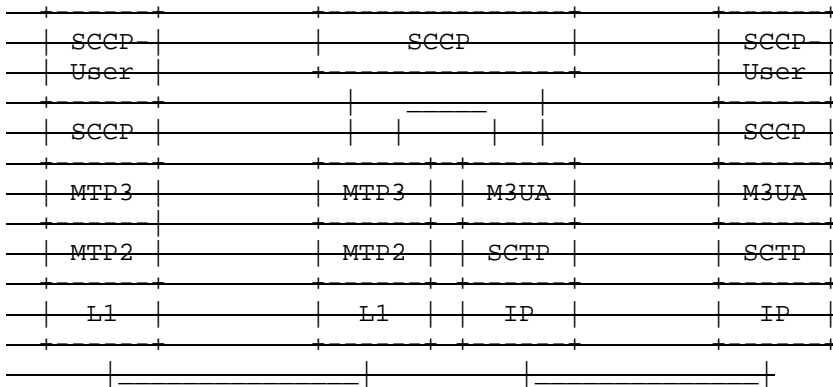 SCCP- SCCP SCCP-
User User
SCCP SCCP
MTP3 MTP3 M3UA M3UA
MTP2 MTP2 SCTP SCTP
L1 L1 IP IP